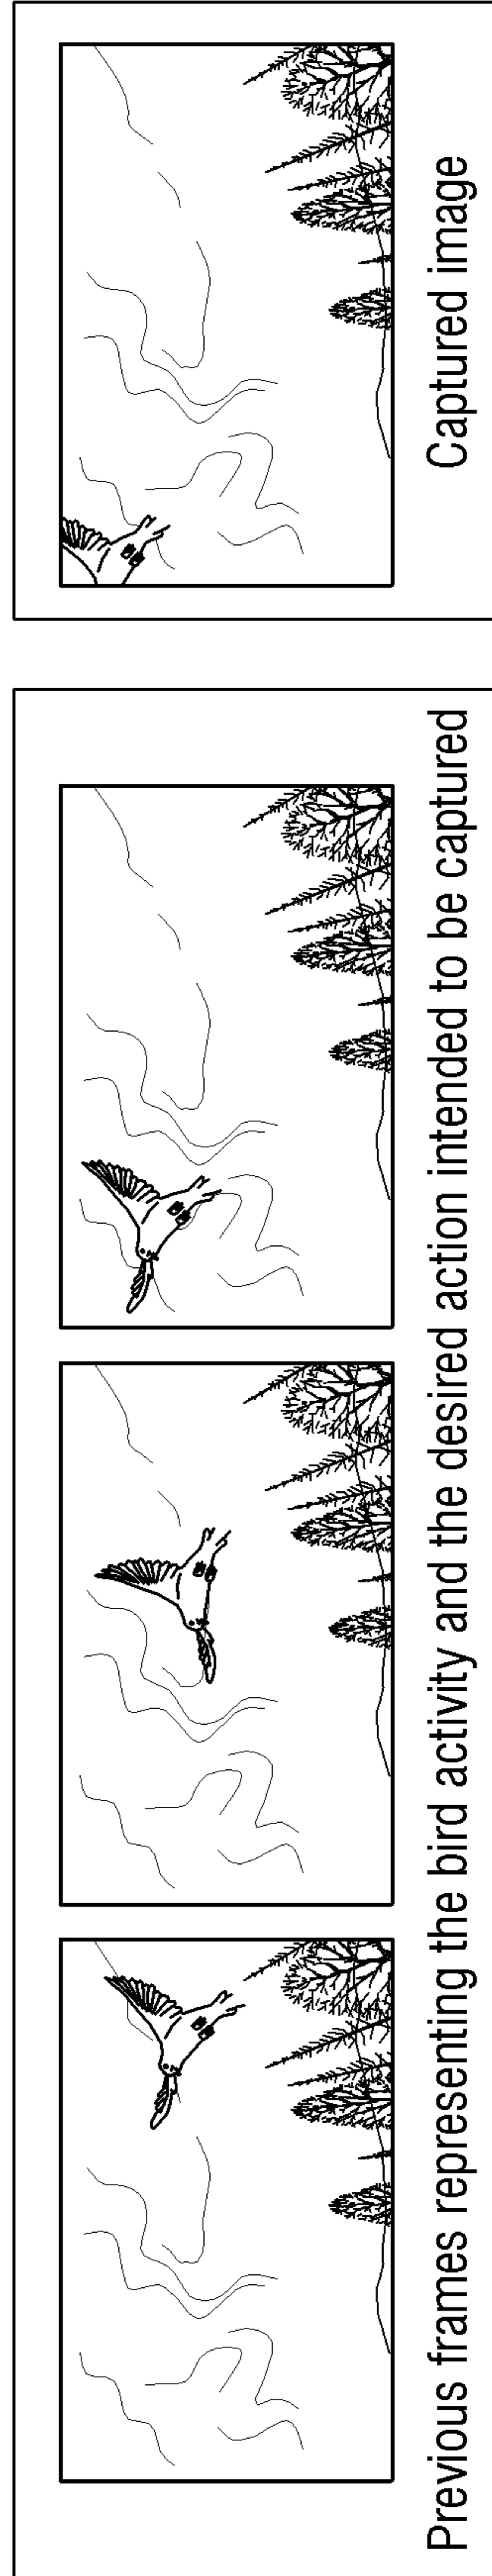 Previous frames representing the bird activity and the desired action intended to be captured
Captured image